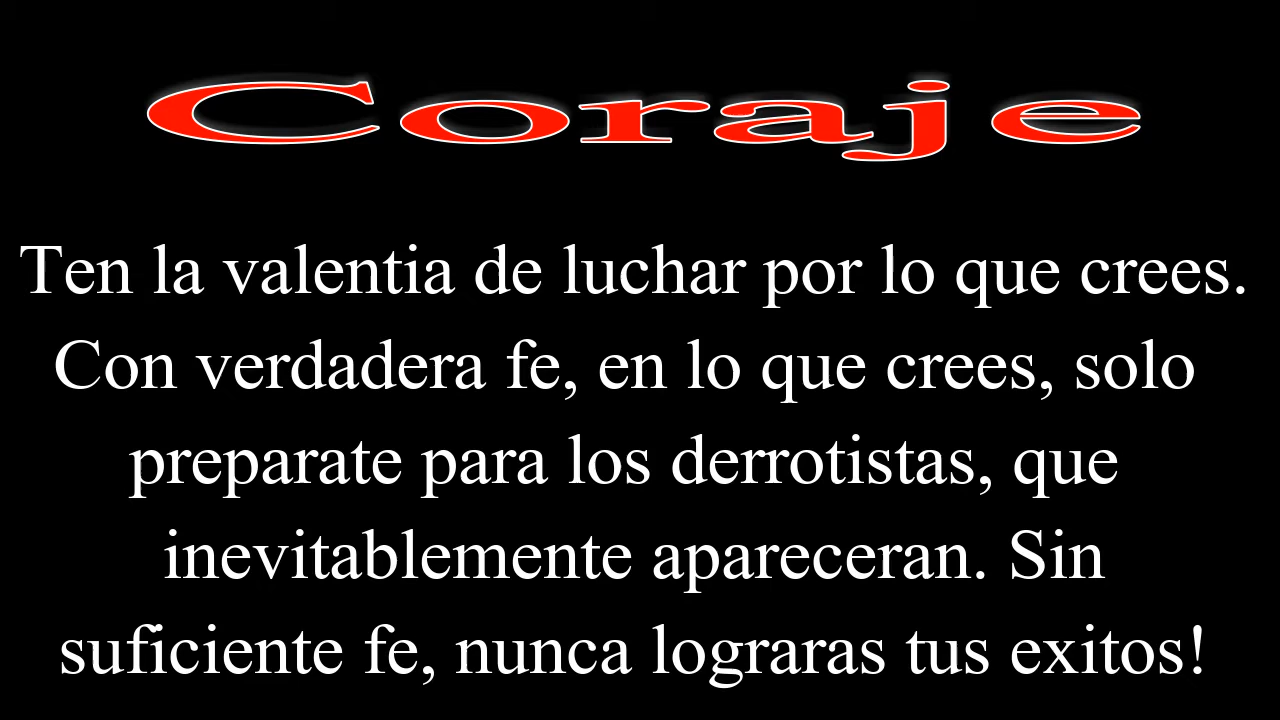 Coraje
Ten la valentia de luchar por lo que crees.
Con verdadera fe, en lo que crees, solo
preparate para los derrotistas, que
inevitablemente apareceran. Sin
suficiente fe, nunca lograras tus exitos!